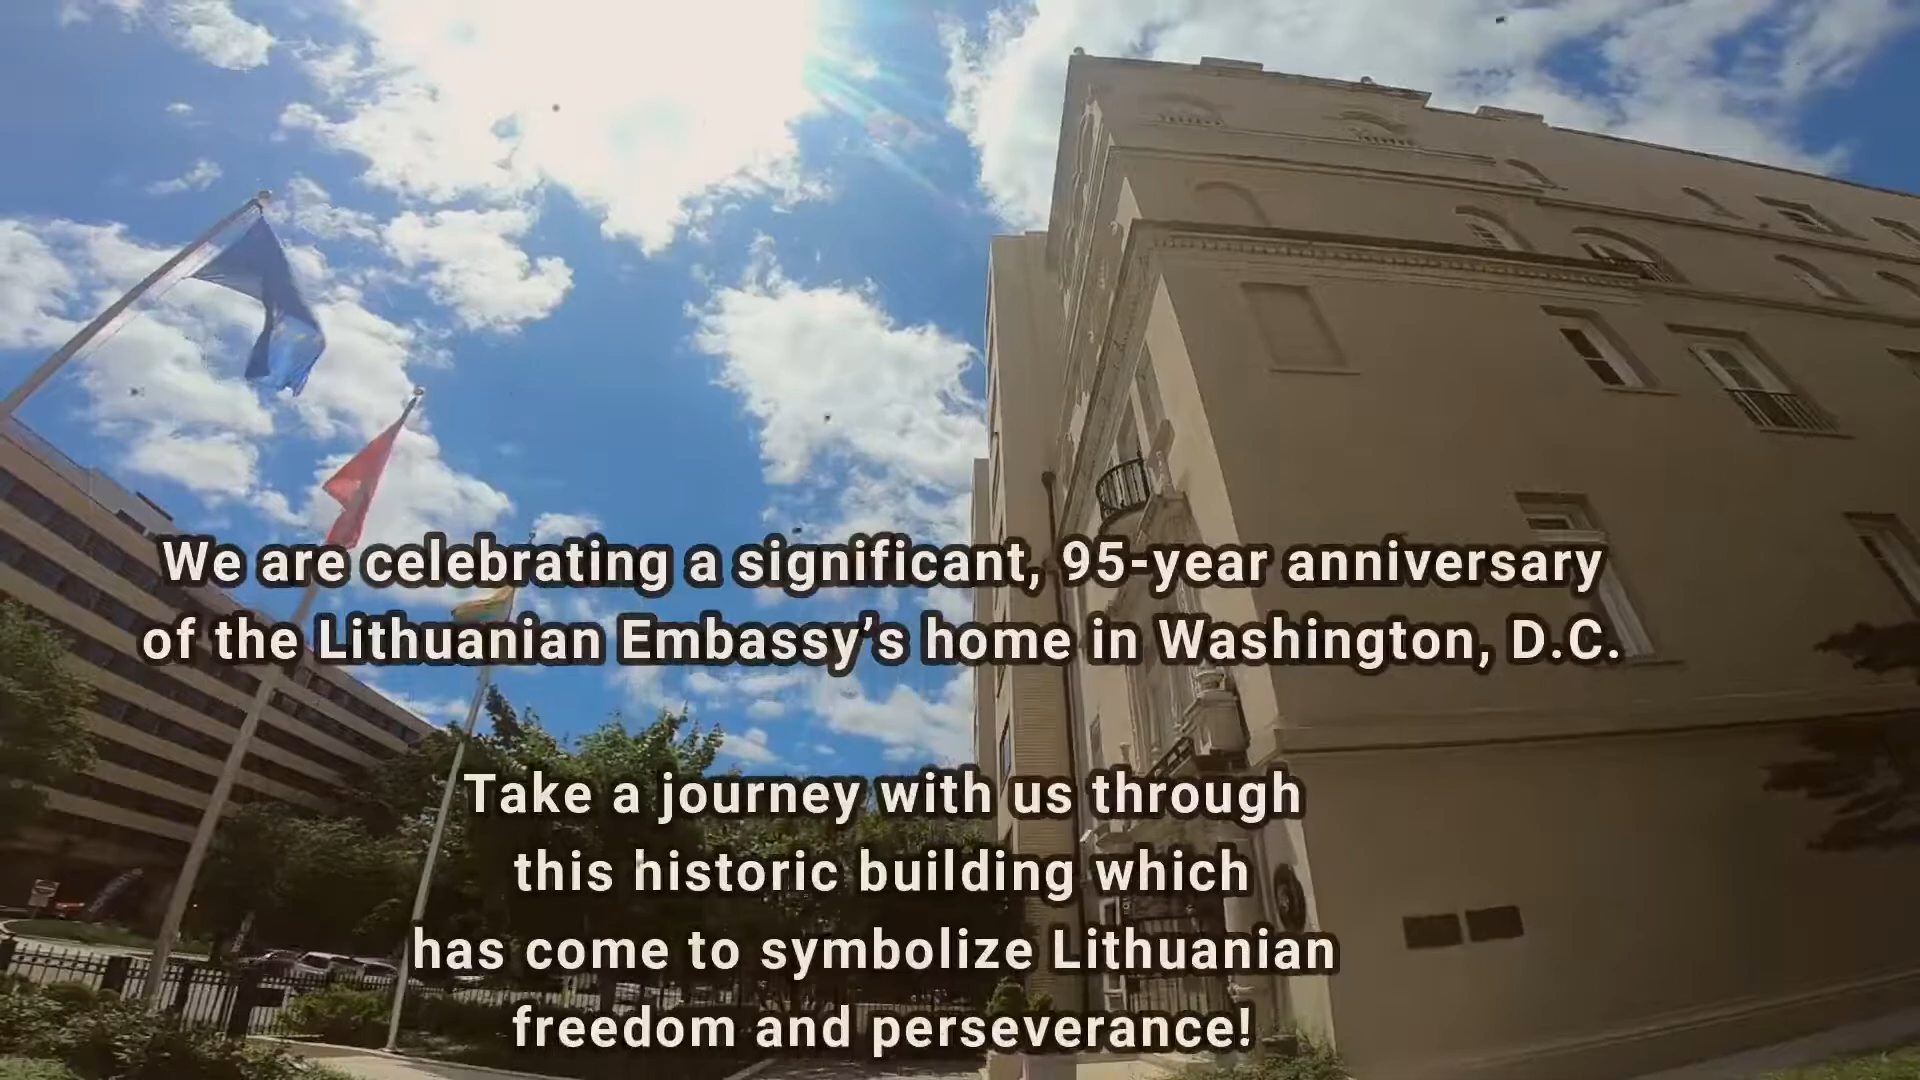 We are celebrating a significant, 95-year anniversary
of the Lithuanian Embassy’s home in Washington, D.C.
Take a journey with us through
this historic building which
has come to symbolize Lithuanian
freedom and perseverance!